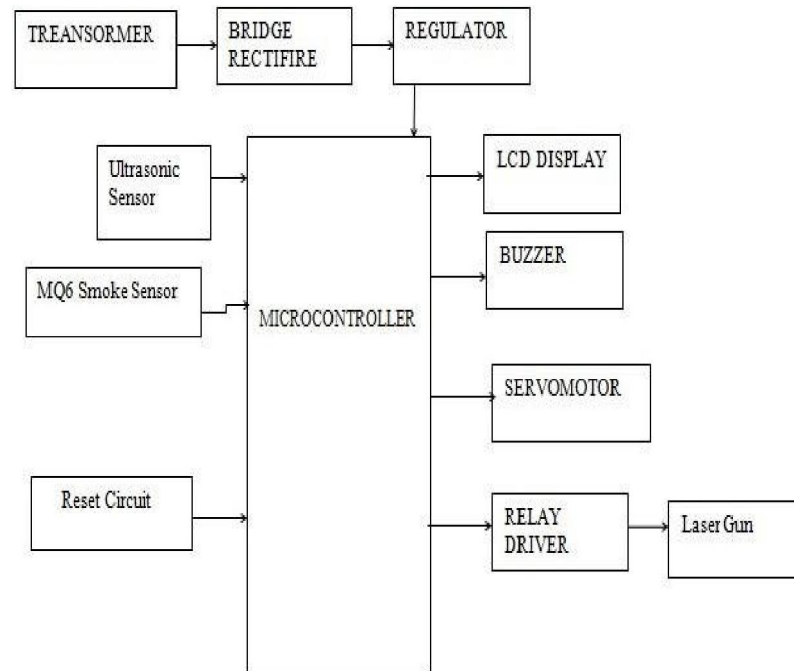 TREANSORMER
BRIDGE
RECTIFIRE
REGULATOR
Ultrasonic
Sensor
LCD DISPLAY
MQ6 Smoke Sensor
BUZZER
MICROCONTROLLER
SERVOMOTOR
Reset Circuit
RELAY
DRIVER
Laser Gun